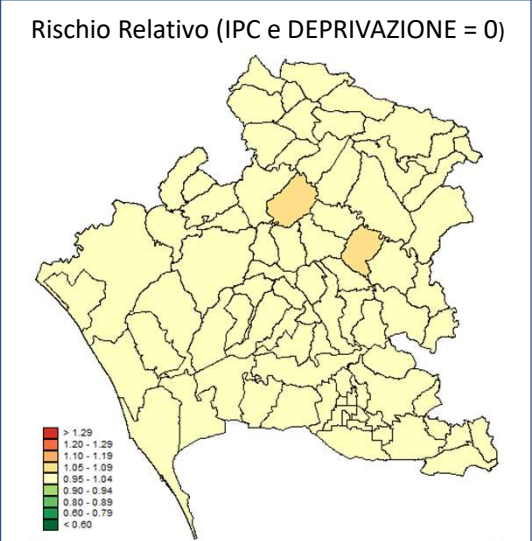 Rischio Relativo (IPC e DEPRIVAZIONE = 0)
> 1.29
1.20 - 1.29
1.10 - 1.19
1.05 - 1.09
0.95 - 1.04
0.90 - 0.94
0.80 - 0.89
0.60 - 0.79
< 0.60